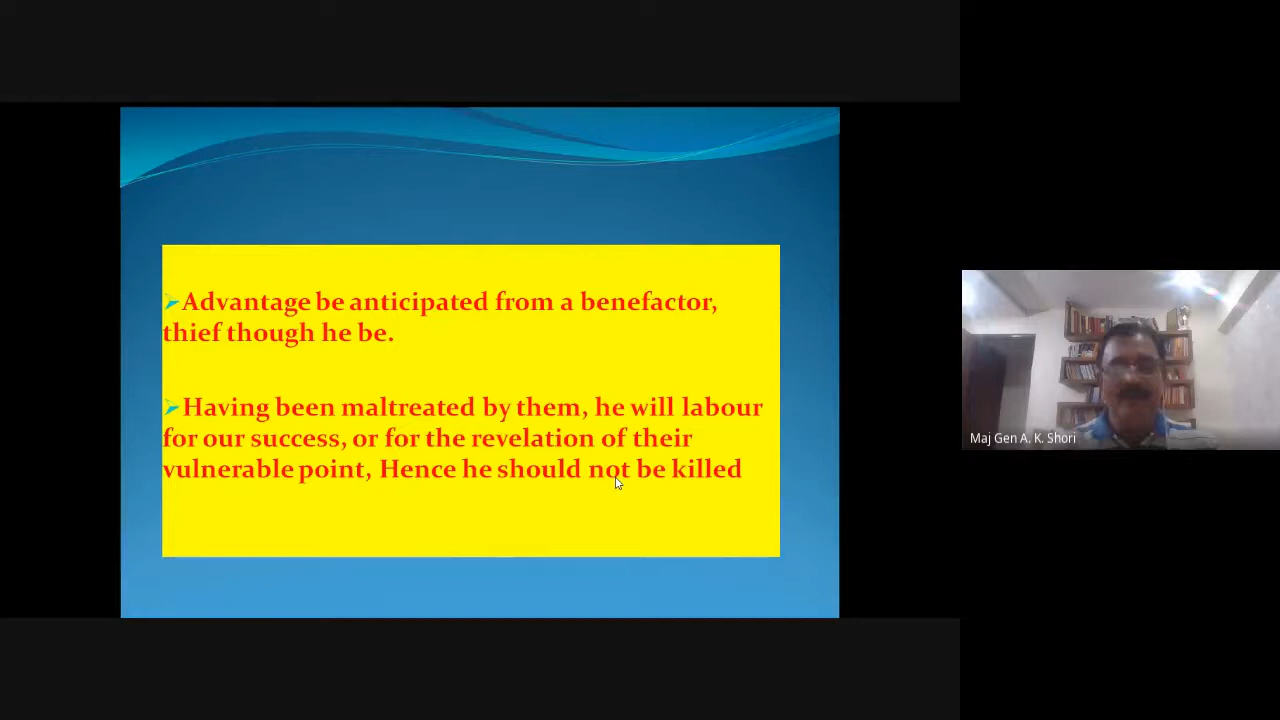 Advantage be anticipated from a benefactor,
thief though he be.
Having been maltreated by them, he will labour
for our success, or for the revelation of their
vulnerable point, Hence he should not be killed
Maj Gen A. K. Shori